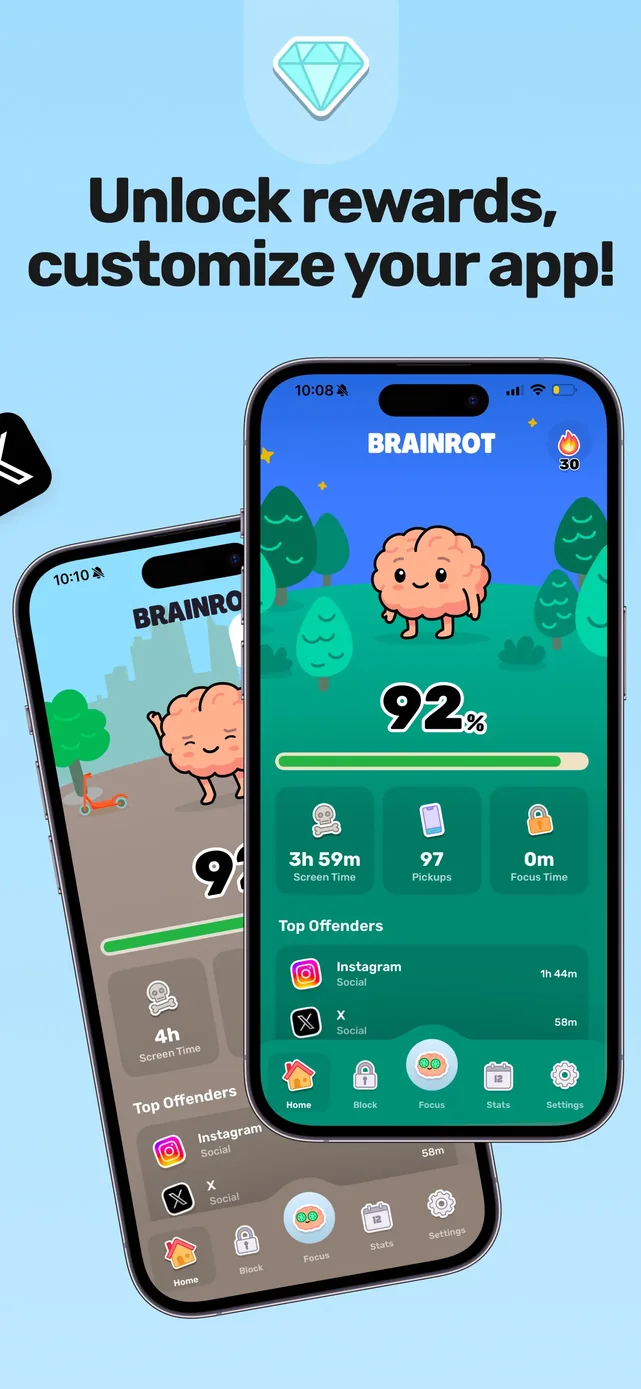 Unlock rewards,
customize your app!
10:08
BRAINROT
30
92%
3h 59m
Screen Time
97
Pickups
0m
Focus Time
Top Offenders
Instagram
Social
1h 44m
X
Social
58m
12
Home
Block
Focus
Stats
Settings
10:10
BRAINRO
4h
Screen Time
Top Offenders
Instagram
Social
58m
X
Social
12
Home
Block
Focus
Stats
Settings